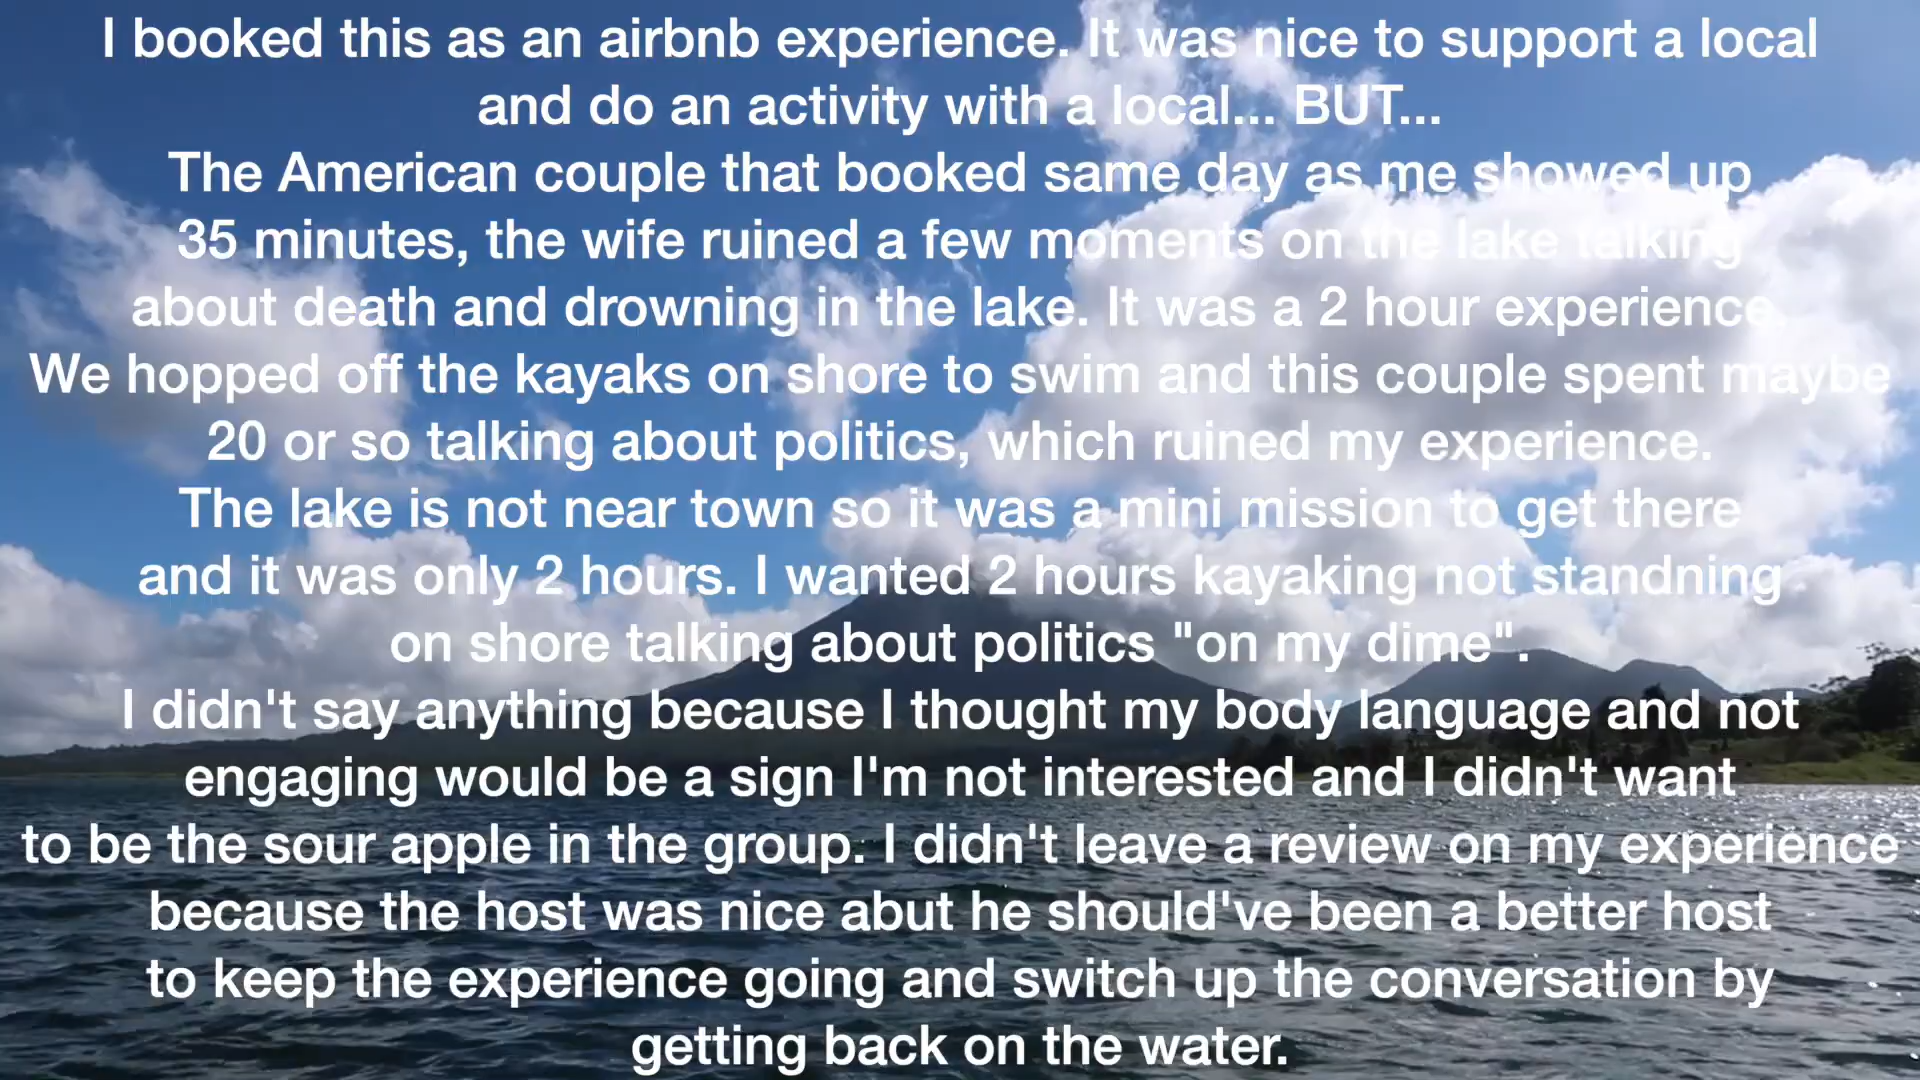 I booked this as an airbnb experience. It was nice to support a local
and do an activity with a local... BUT...
The American couple that booked same day as me showed up
35 minutes, the wife ruined a few moments on the lake talking
about death and drowning in the lake. It was a 2 hour experience.
We hopped off the kayaks on shore to swim and this couple spent maybe
20 or so talking about politics, which ruined my experience.
The lake is not near town so it was a mini mission to get there
and it was only 2 hours. I wanted 2 hours kayaking not standning
on shore talking about politics "on my dime".
I didn't say anything because I thought my body language and not
engaging would be a sign I'm not interested and I didn't want
to be the sour apple in the group. I didn't leave a review on my experience
because the host was nice abut he should've been a better host
to keep the experience going and switch up the conversation by
getting back on the water.